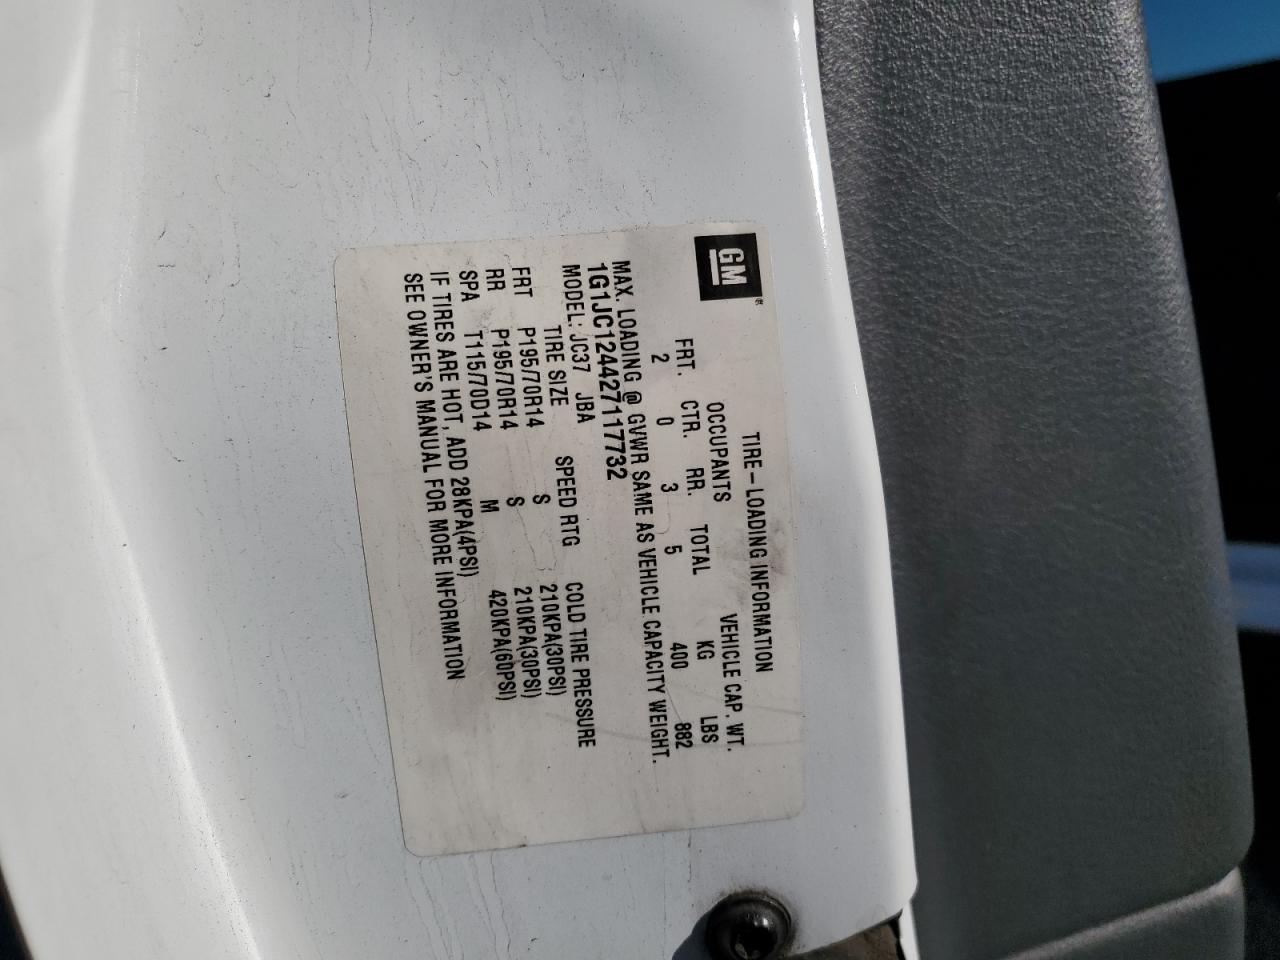 GM®
TIRE-LOADING INFORMATION
OCCUPANTS VEHICLE CAP. WT.
FRT. CTR. RR. TOTAL KG LBS
2 0 3 5 400 882
MAX. LOADING @ GVWR SAME AS VEHICLE CAPACITY WEIGHT.
1G1JC124427117732
MODEL: JC37 JBA
TIRE SIZE SPEED RTG COLD TIRE PRESSURE
FRT P195/70R14 S 210KPA(30PSI)
RR P195/70R14 S 210KPA(30PSI)
SPA T115/70D14 M 420KPA(60PSI)
IF TIRES ARE HOT, ADD 28KPA(4PSI)
SEE OWNER'S MANUAL FOR MORE INFORMATION